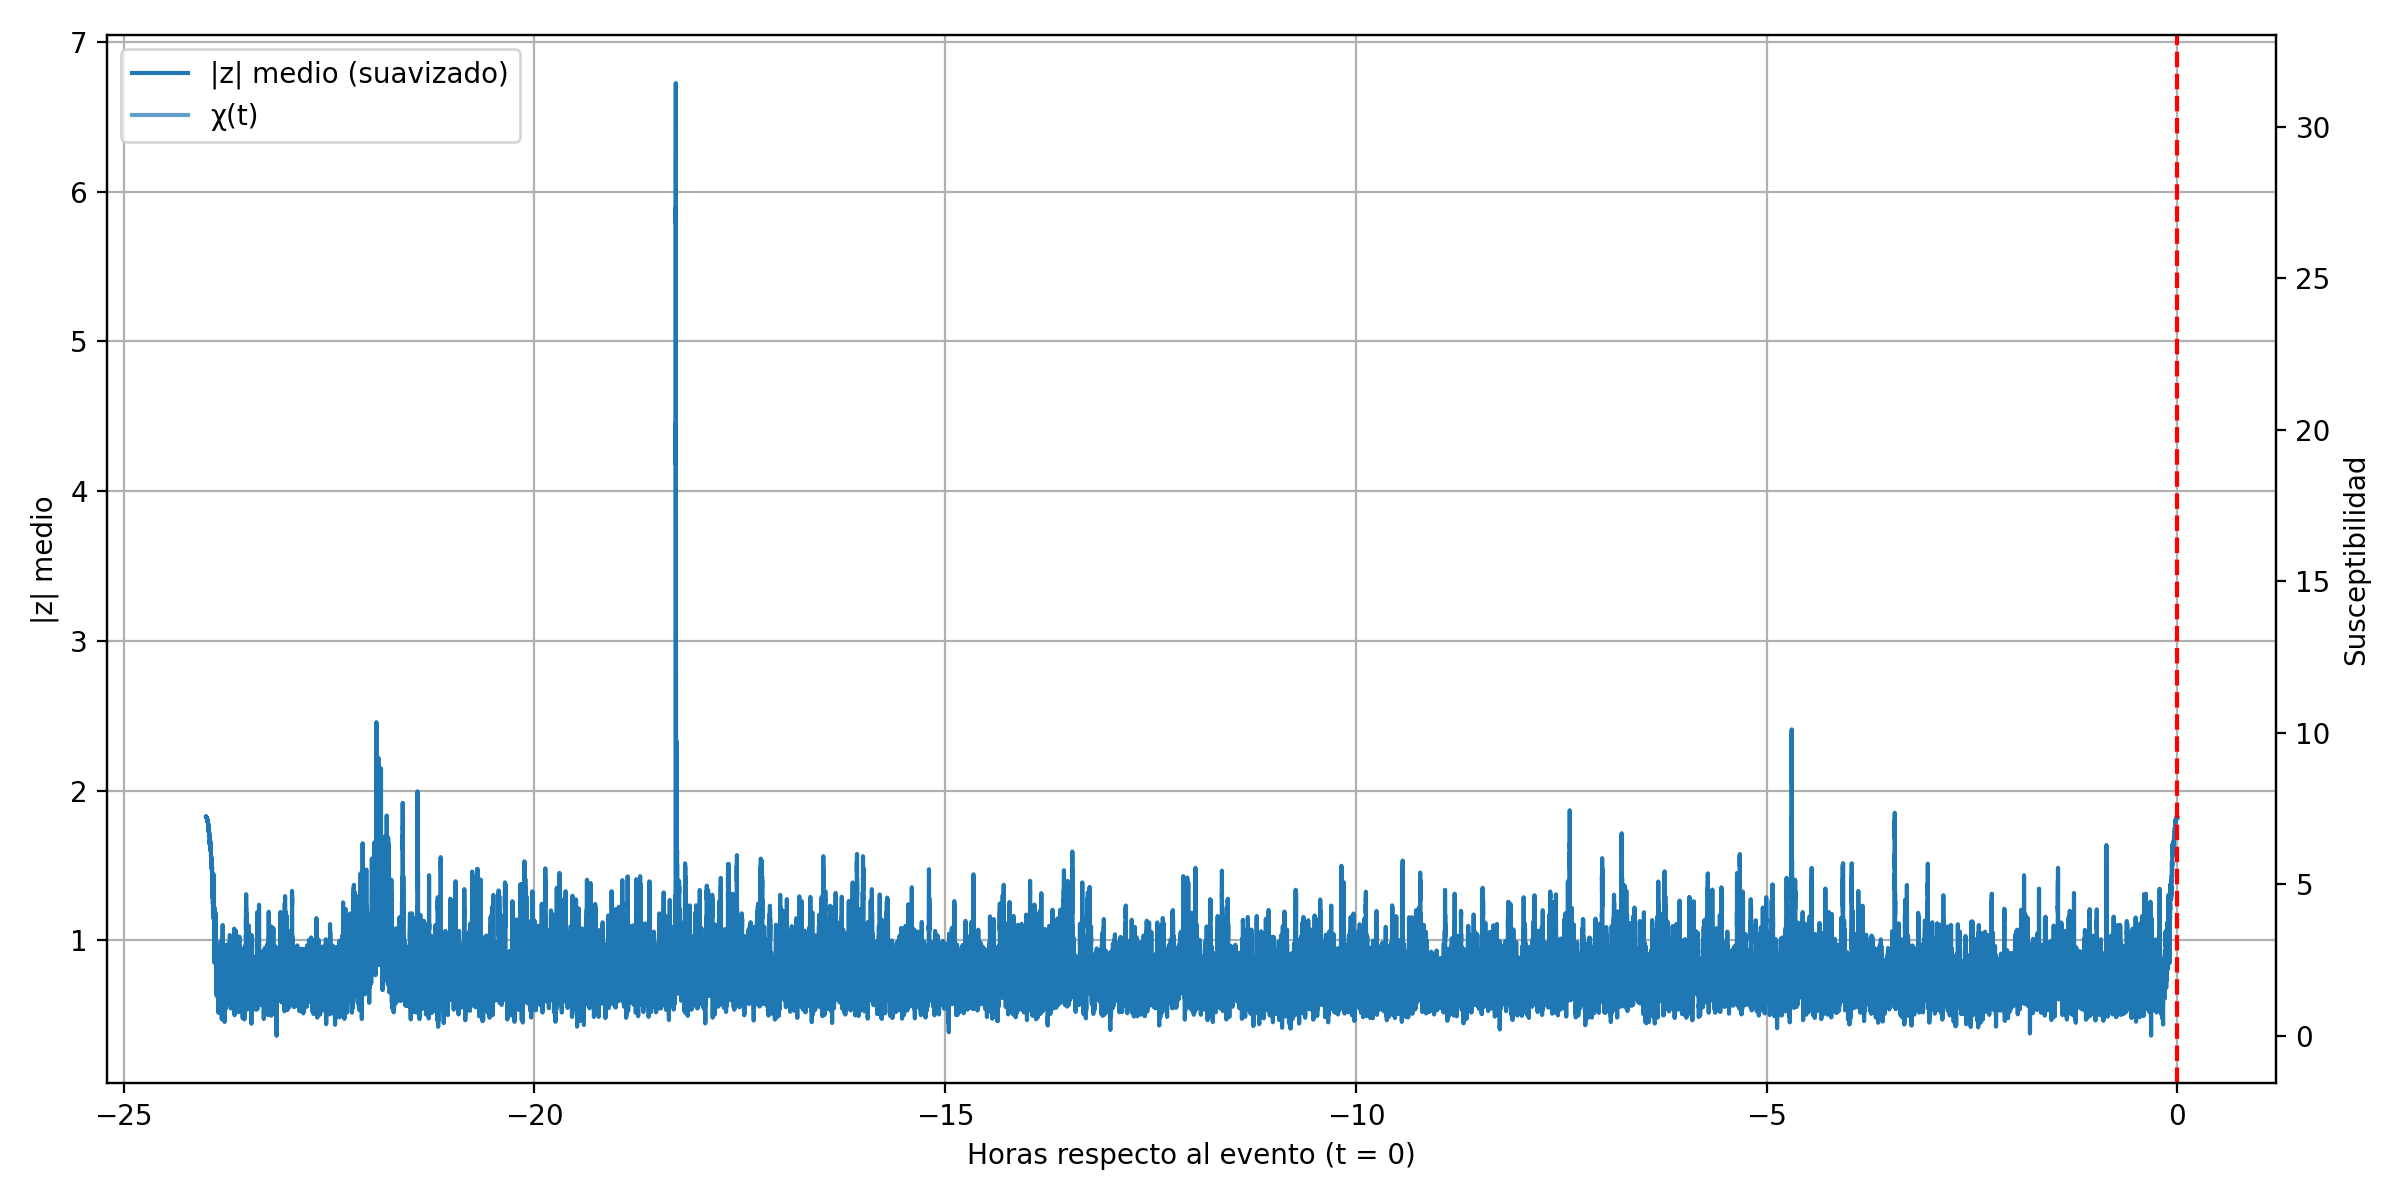 |z| medio (suavizado)
χ(t)
7
6
5
4
3
2
1
|z| medio
30
25
20
15
10
5
0
Susceptibilidad
−25 −20 −15 −10 −5 0
Horas respecto al evento (t = 0)